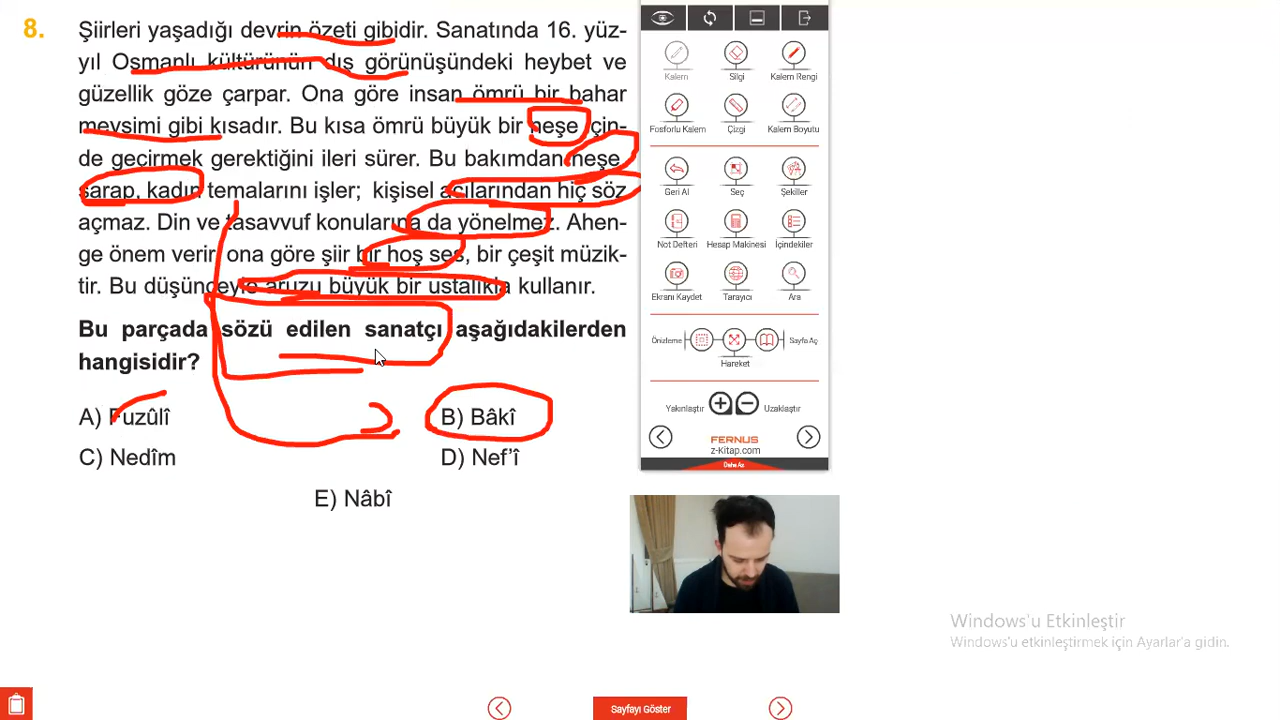 8. Şiirleri yaşadığı devrin özeti gibidir. Sanatında 16. yüz-
yıl Osmanlı kültürünün dış görünüşündeki heybet ve
güzellik göze çarpar. Ona göre insan ömrü bir bahar
mevsimi gibi kısadır. Bu kısa ömrü büyük bir neşe için-
de geçirmek gerektiğini ileri sürer. Bu bakımdan neşe,
şarap, kadın temalarını işler; kişisel acılarından hiç söz
açmaz. Din ve tasavvuf konularına da yönelmez. Ahen-
ge önem verir, ona göre şiir bir hoş ses, bir çeşit müzik-
tir. Bu düşünceyle aruzu büyük bir ustalıkla kullanır.
Bu parçada sözü edilen sanatçı aşağıdakilerden
hangisidir?
A) Fuzûlî
B) Bâkî
C) Nedîm
D) Nef'î
E) Nâbî
Kalem
Silgi
Kalem Rengi
Fosforlu Kalem
Çizgi
Kalem Boyutu
Geri Al
Seç
Şekiller
Not Defteri
Hesap Makinesi
İçindekiler
Ekranı Kaydet
Tarayıcı
Ara
Önizleme
Sayfa Aç
Hareket
Yakınlaştır
Uzaklaştır
FERNUS
z-Kitap.com
Daha Az
Windows'u Etkinleştir
Windows'u etkinleştirmek için Ayarlar'a gidin.
Sayfayı Göster